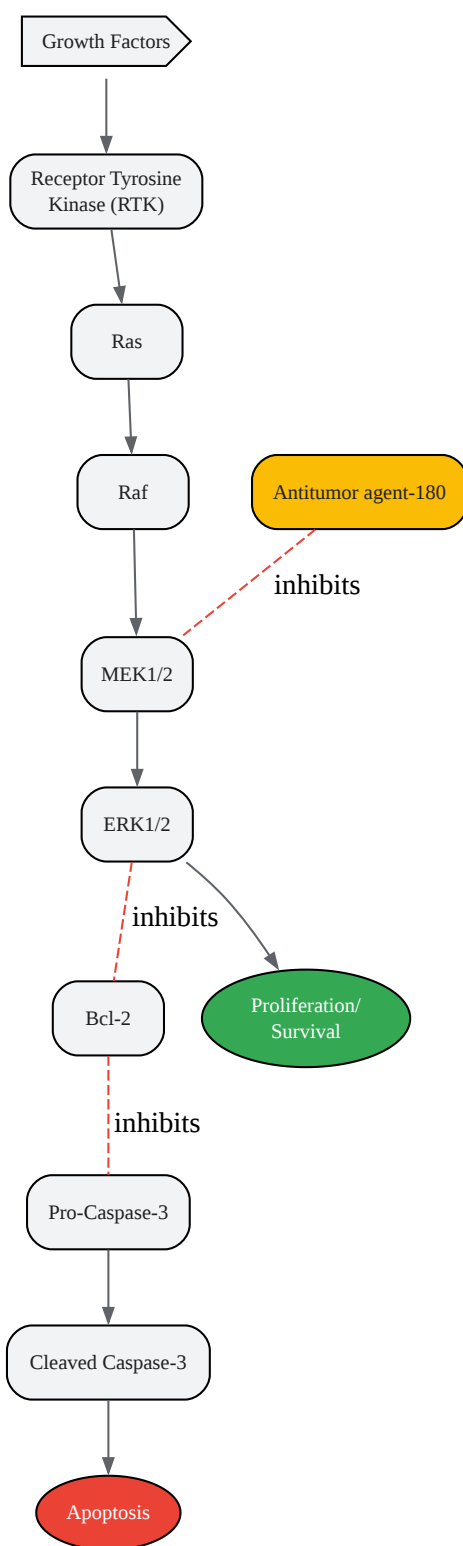 Growth Factors
Receptor Tyrosine
Kinase (RTK)
Ras
Raf
Antitumor agent-180
inhibits
MEK1/2
ERK1/2
inhibits
Bcl-2
Proliferation/
Survival
inhibits
Pro-Caspase-3
Cleaved Caspase-3
Apoptosis